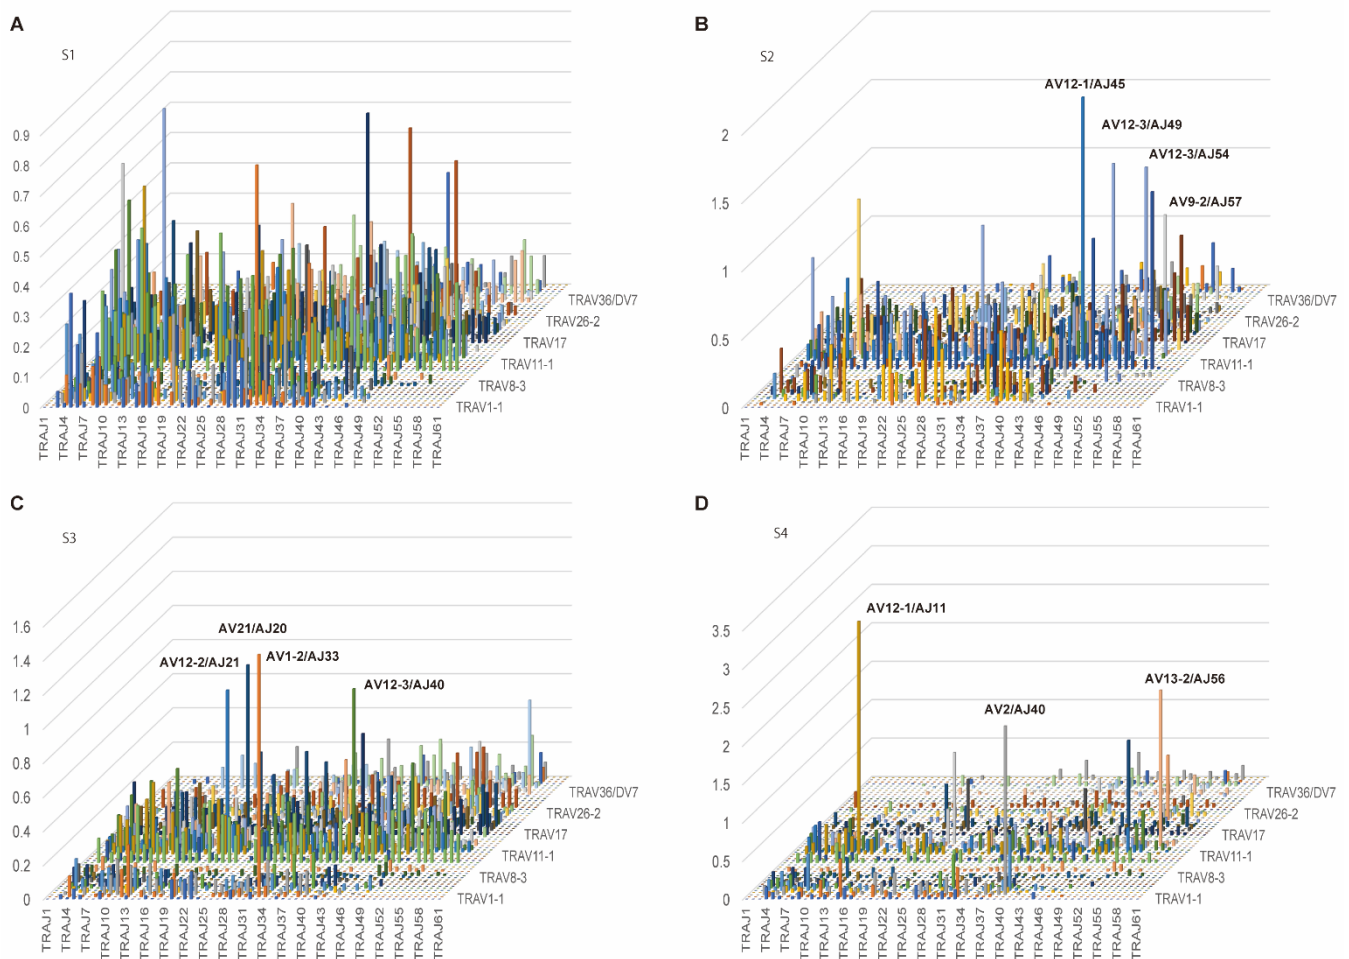 A
S1
0.9
0.8
0.7
0.6
0.5
0.4
0.3
0.2
0.1
0
TRAJ1
TRAJ4
TRAJ7
TRAJ10
TRAJ13
TRAJ16
TRAJ19
TRAJ22
TRAJ25
TRAJ28
TRAJ31
TRAJ34
TRAJ37
TRAJ40
TRAJ43
TRAJ46
TRAJ49
TRAJ52
TRAJ55
TRAJ58
TRAJ61
TRAV36/DV7
TRAV26-2
TRAV17
TRAV11-1
TRAV8-3
TRAV1-1
B
S2
AV12-1/AJ45
AV12-3/AJ49
AV12-3/AJ54
AV9-2/AJ57
2
1.5
1
0.5
0
TRAJ1
TRAJ4
TRAJ7
TRAJ10
TRAJ13
TRAJ16
TRAJ19
TRAJ22
TRAJ25
TRAJ28
TRAJ31
TRAJ34
TRAJ37
TRAJ40
TRAJ43
TRAJ46
TRAJ49
TRAJ52
TRAJ55
TRAJ58
TRAJ61
TRAV36/DV7
TRAV26-2
TRAV17
TRAV11-1
TRAV8-3
TRAV1-1
C
S3
AV21/AJ20
AV12-2/AJ21
AV1-2/AJ33
AV12-3/AJ40
1.6
1.4
1.2
1
0.8
0.6
0.4
0.2
0
TRAJ1
TRAJ4
TRAJ7
TRAJ10
TRAJ13
TRAJ16
TRAJ19
TRAJ22
TRAJ25
TRAJ28
TRAJ31
TRAJ34
TRAJ37
TRAJ40
TRAJ43
TRAJ46
TRAJ49
TRAJ52
TRAJ55
TRAJ58
TRAJ61
TRAV36/DV7
TRAV26-2
TRAV17
TRAV11-1
TRAV8-3
TRAV1-1
D
S4
AV12-1/AJ11
AV2/AJ40
AV13-2/AJ56
3.5
3
2.5
2
1.5
1
0.5
0
TRAJ1
TRAJ4
TRAJ7
TRAJ10
TRAJ13
TRAJ16
TRAJ19
TRAJ22
TRAJ25
TRAJ28
TRAJ31
TRAJ34
TRAJ37
TRAJ40
TRAJ43
TRAJ46
TRAJ49
TRAJ52
TRAJ55
TRAJ58
TRAJ61
TRAV36/DV7
TRAV26-2
TRAV17
TRAV11-1
TRAV8-3
TRAV1-1